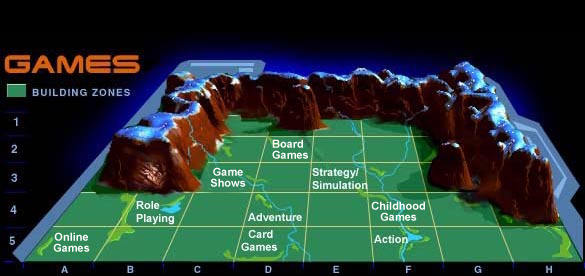 GAMES
BUILDING ZONES
1
2
3
4
5
Board
Games
Game
Shows
Strategy/
Simulation
Role
Playing
Adventure
Childhood
Games
Online
Games
Card
Games
Action
A B C D E F G H